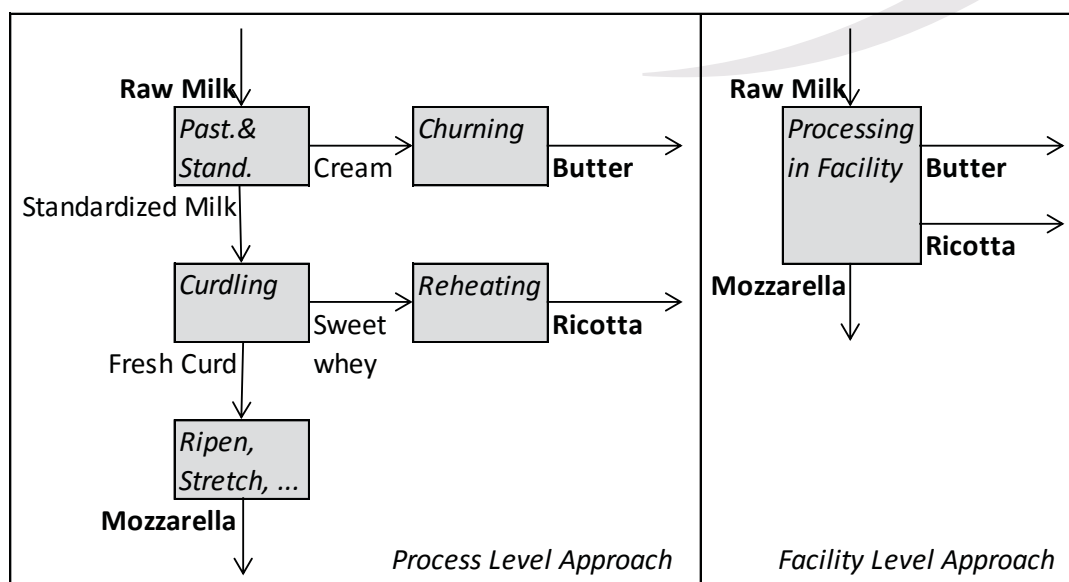 Raw Milk
Past.&
Stand.
Cream
Churning
Butter
Standardized Milk
Curdling
Sweet
whey
Reheating
Ricotta
Fresh Curd
Ripen,
Stretch, ...
Mozzarella
Process Level Approach
Raw Milk
Processing
in Facility
Butter
Ricotta
Mozzarella
Facility Level Approach